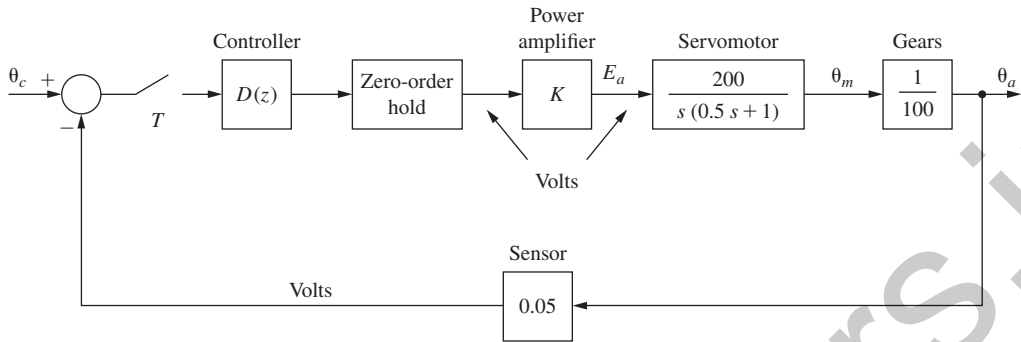 Power
amplifier
Controller
Servomotor
Gears
θc
+
−
T
D(z)
Zero-order
hold
K
Ea
200
s (0.5 s + 1)
θm
1
100
θa
Volts
Sensor
0.05
Volts